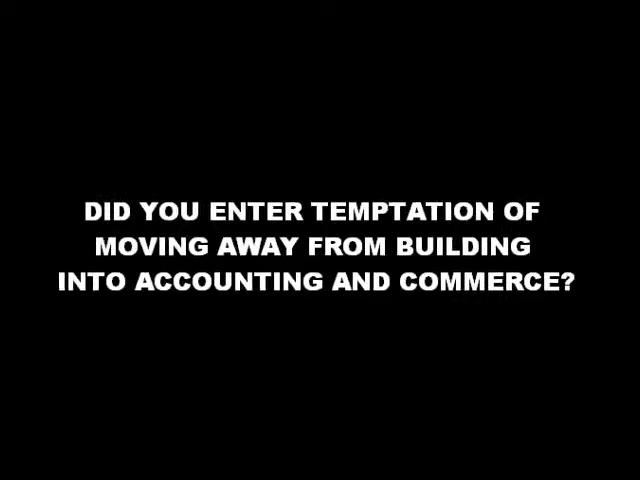 DID YOU ENTER TEMPTATION OF
MOVING AWAY FROM BUILDING
INTO ACCOUNTING AND COMMERCE?